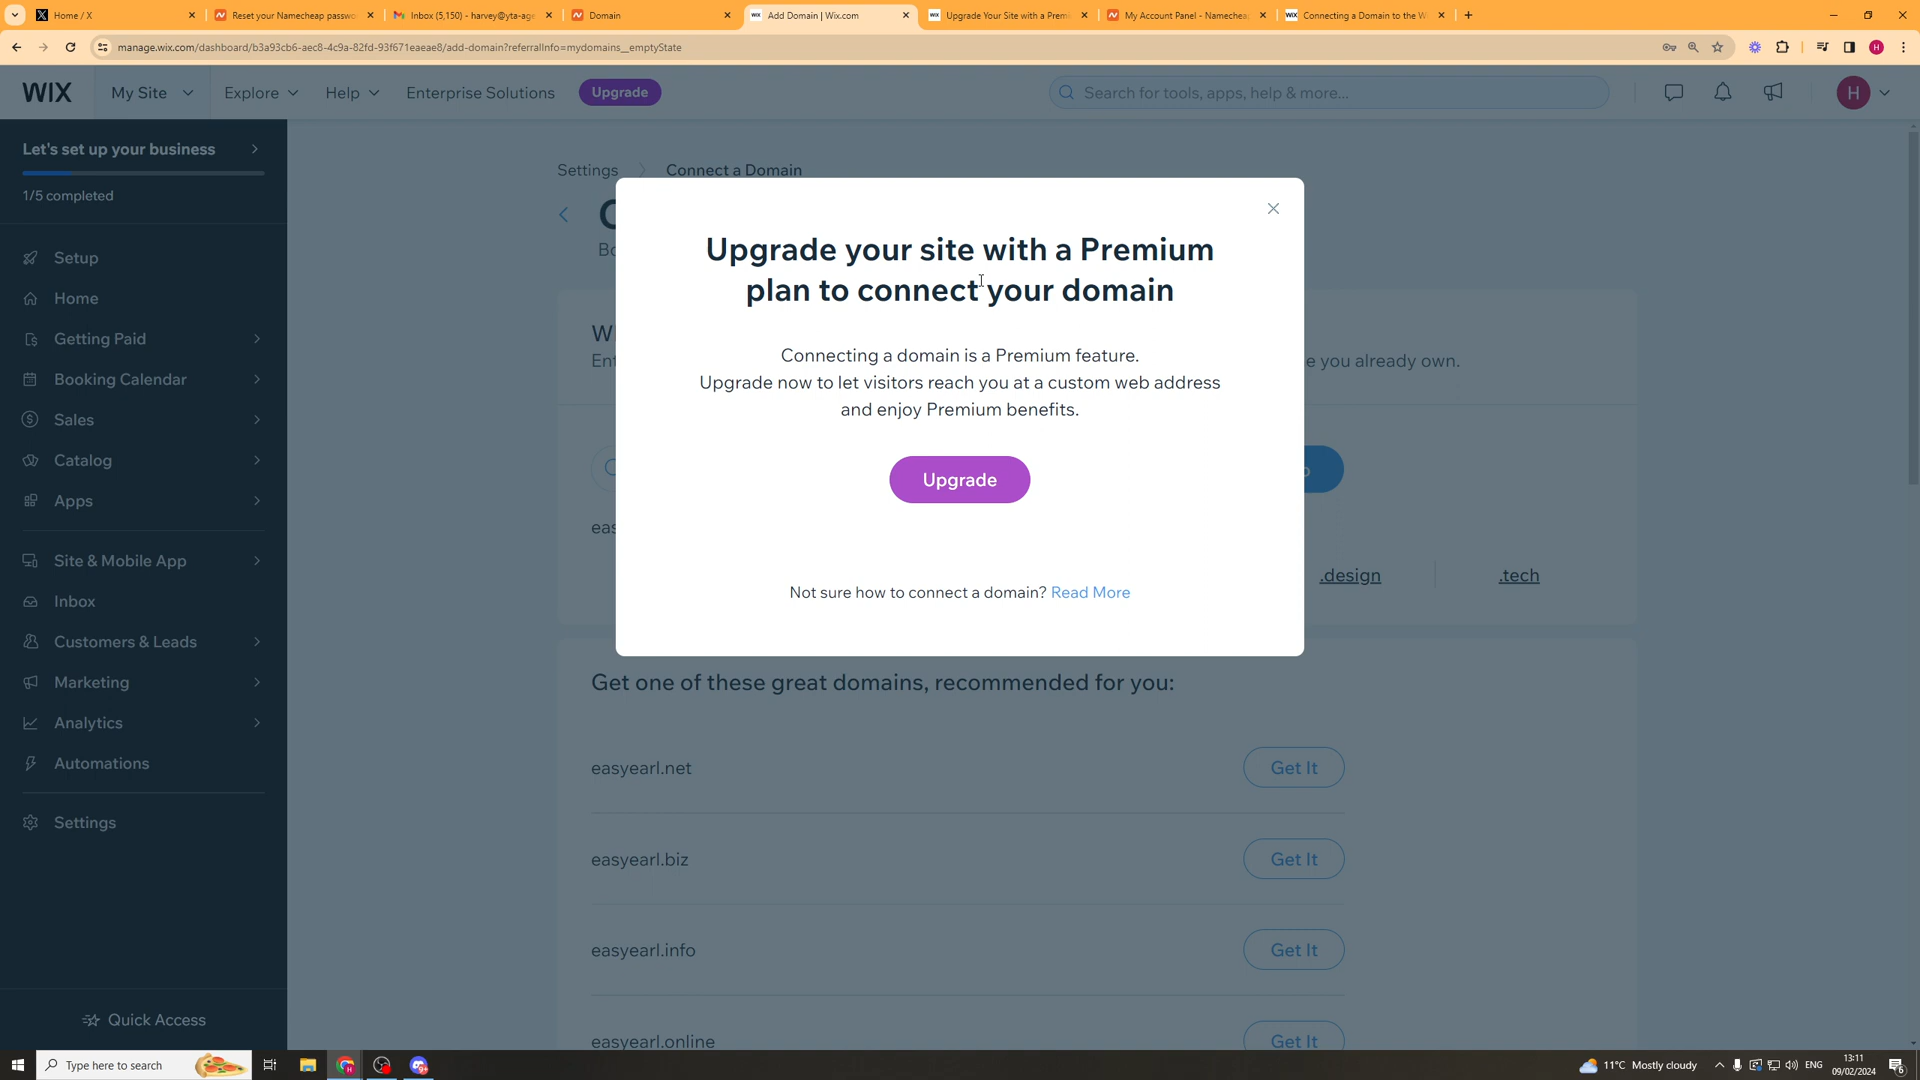 Home / X
Reset your Namecheap passwo
Inbox (5,150) - harvey@yta-age
Domain
Add Domain | Wix.com
Upgrade Your Site with a Premi
My Account Panel - Namecheap
Connecting a Domain to the W
manage.wix.com/dashboard/b3a93cb6-aec8-4c9a-82fd-93f671eaeae8/add-domain?referralInfo=mydomains__emptyState
H
WIX
My Site
Explore
Help
Enterprise Solutions
Upgrade
Search for tools, apps, help & more...
H
Let's set up your business
1/5 completed
Setup
Home
Getting Paid
Booking Calendar
Sales
Catalog
Apps
Site & Mobile App
Inbox
Customers & Leads
Marketing
Analytics
Automations
Settings
Quick Access
Settings
Connect a Domain
e you already own.
.design
.tech
Upgrade your site with a Premium
plan to connect your domain
Connecting a domain is a Premium feature.
Upgrade now to let visitors reach you at a custom web address
and enjoy Premium benefits.
Upgrade
Not sure how to connect a domain? Read More
Get one of these great domains, recommended for you:
easyearl.net
Get It
easyearl.biz
Get It
easyearl.info
Get It
easyearl.online
Get It
Type here to search
11°C Mostly cloudy
ENG
13:11
09/02/2024
6